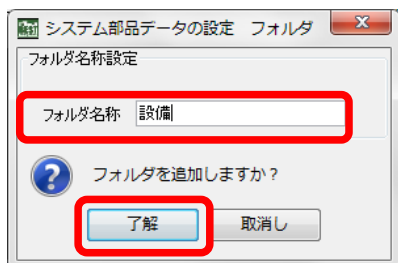 システム部品データの設定 フォルダ
フォルダ名称設定
フォルダ名称 設備
フォルダを追加しますか？
了解 取消し